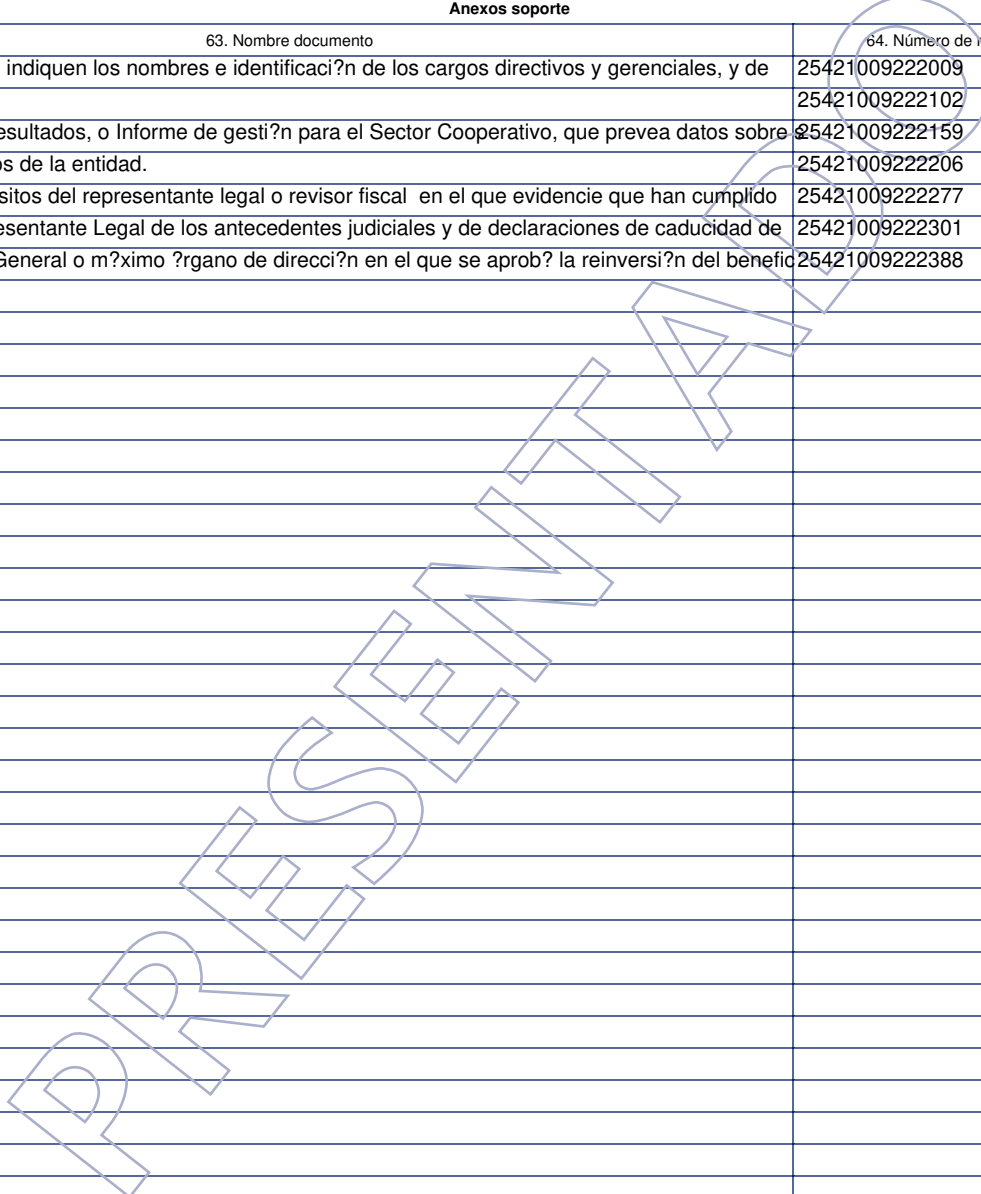 Anexos soporte
63. Nombre documento 64. Número de
indiquen los nombres e identificaci?n de los cargos directivos y gerenciales, y de 25421009222009
25421009222102
esultados, o Informe de gesti?n para el Sector Cooperativo, que prevea datos sobre s 25421009222159
os de la entidad. 25421009222206
sitos del representante legal o revisor fiscal en el que evidencie que han cumplido 25421009222277
esentante Legal de los antecedentes judiciales y de declaraciones de caducidad de 25421009222301
General o m?ximo ?rgano de direcci?n en el que se aprob? la reinversi?n del benefic 25421009222388
PRESENTADO